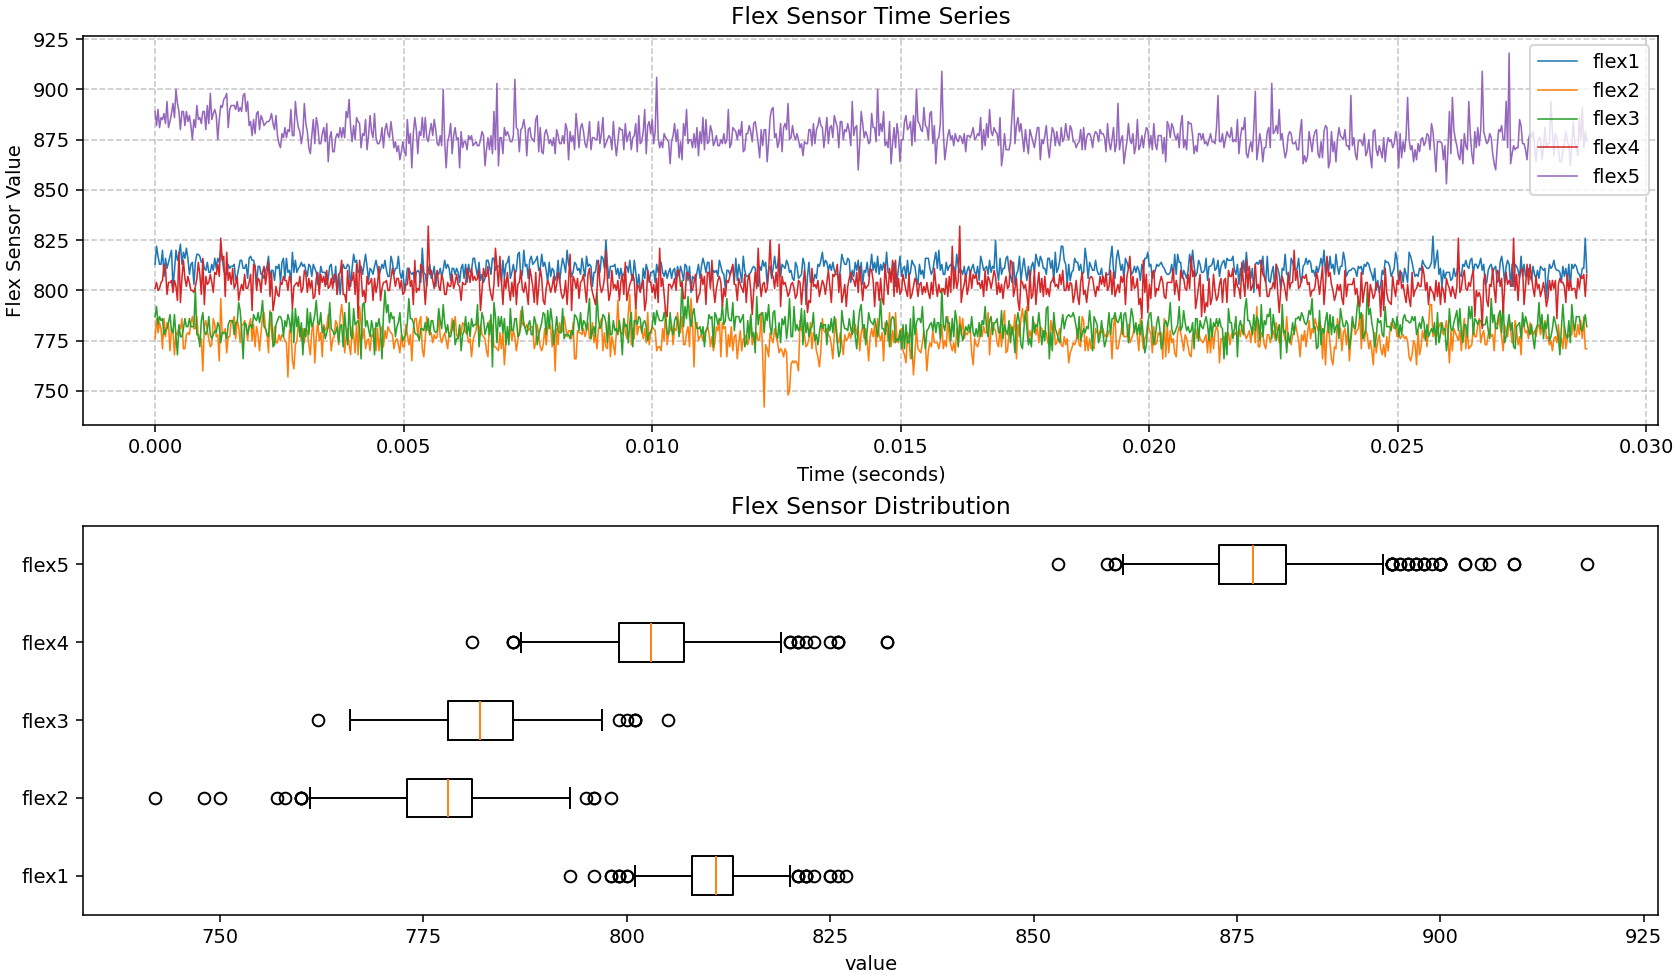 Flex Sensor Time Series
925
900
875
850
825
800
775
750
Flex Sensor Value
flex1
flex2
flex3
flex4
flex5
0.000 0.005 0.010 0.015 0.020 0.025 0.030
Time (seconds)
Flex Sensor Distribution
flex5
flex4
flex3
flex2
flex1
750 775 800 825 850 875 900 925
value